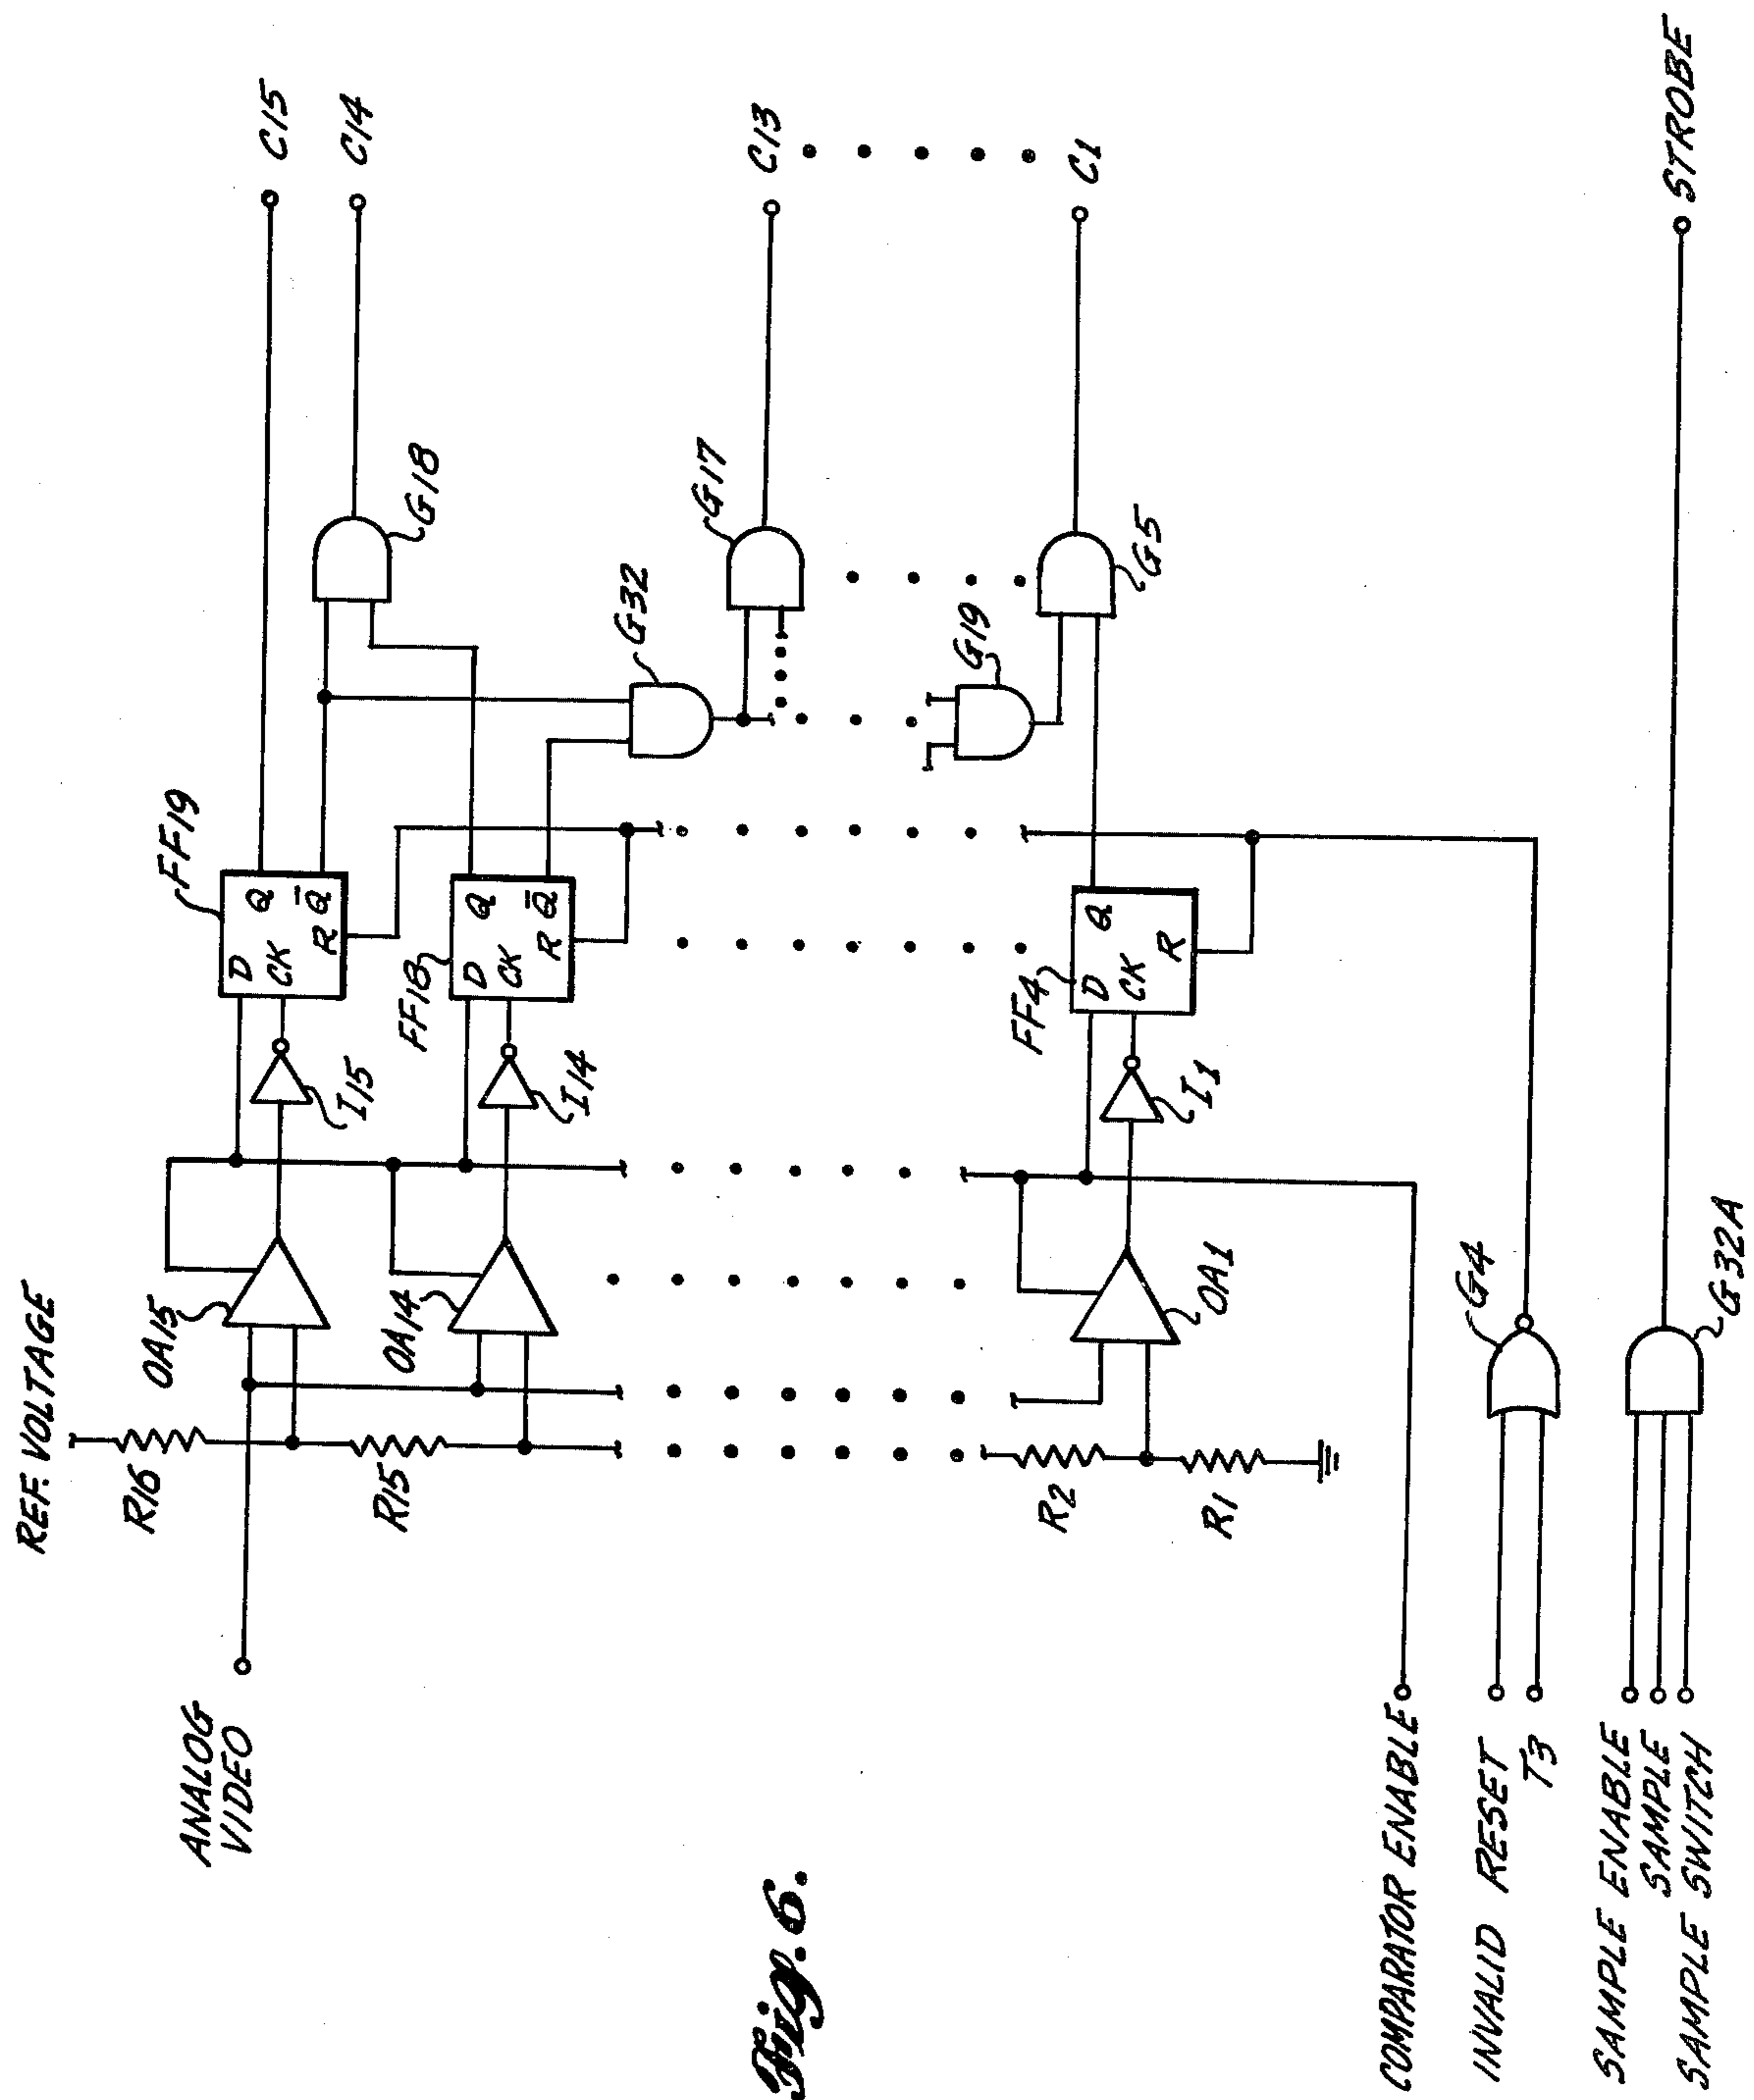 REF. VOLTAGE
ANALOG
VIDEO
R16
R15
R2
R1
OA15
OA14
OA1
I15
I14
I1
FF19
D
Q
CK
Q̅
R
FF18
D
Q
CK
Q̅
R
FF4
D
Q
CK
R
G18
G32
G17
G19
G5
C15
C14
C13
C1
COMPARATOR ENABLE
INVALID RESET
T3
G4
SAMPLE ENABLE
SAMPLE
SAMPLE SWITCH
G32A
STROBE
Fig. 6.